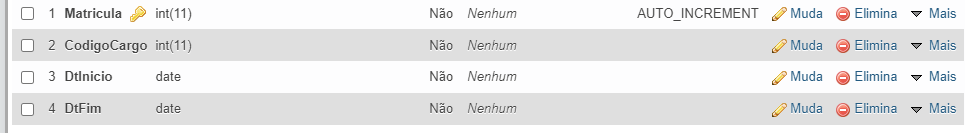 1 Matricula int(11) Não Nenhum AUTO_INCREMENT Muda Elimina Mais
2 CodigoCargo int(11) Não Nenhum Muda Elimina Mais
3 DtInicio date Não Nenhum Muda Elimina Mais
4 DtFim date Não Nenhum Muda Elimina Mais